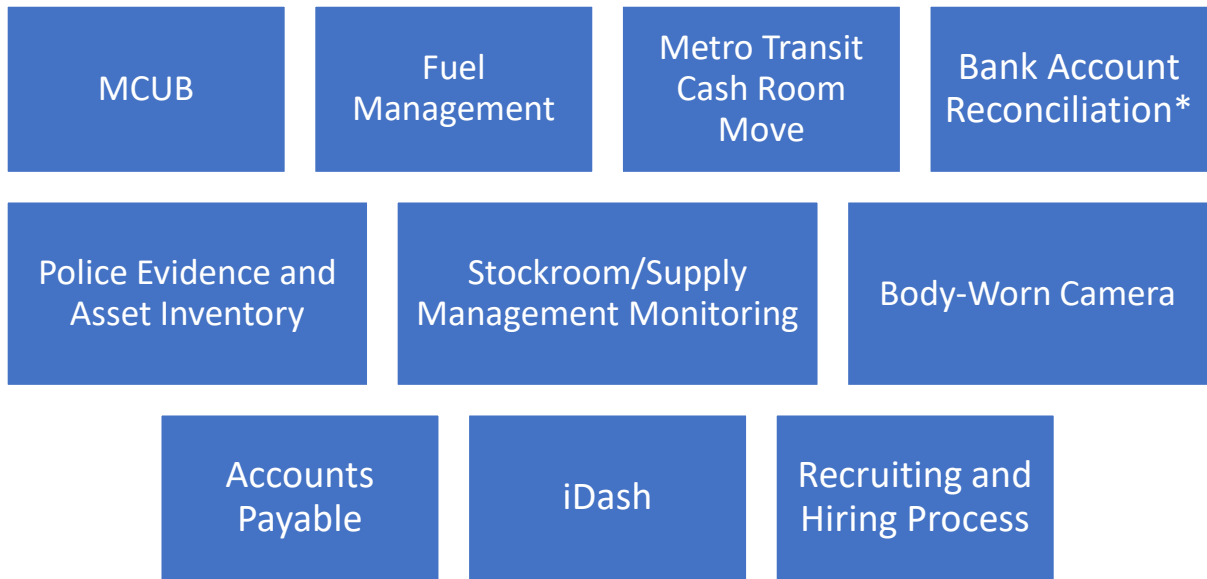 MCUB
Fuel
Management
Metro Transit
Cash Room
Move
Bank Account
Reconciliation*
Police Evidence and
Asset Inventory
Stockroom/Supply
Management Monitoring
Body-Worn Camera
Accounts
Payable
iDash
Recruiting and
Hiring Process